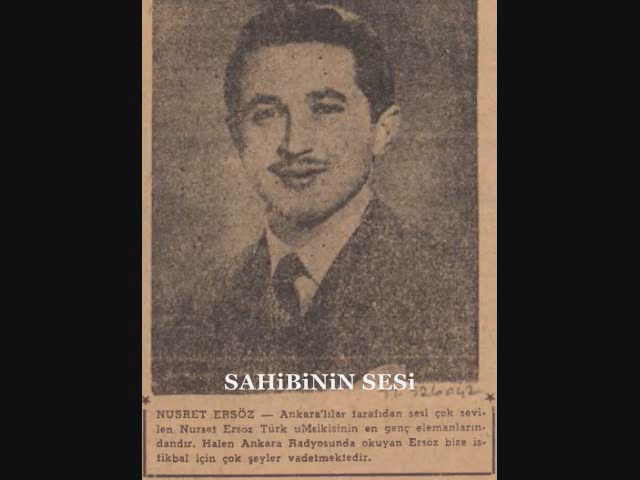 SAHiBiNiN SESi
NUSRET ERSÖZ — Ankara'lılar tarafıdan sesi çok sevi-
len Nurset Ersöz Türk uMsikisinin en genç elemanların-
dandır. Halen Ankara Radyosunda okuyan Ersöz bize is-
tikbal için çok şeyler vadetmektedir.